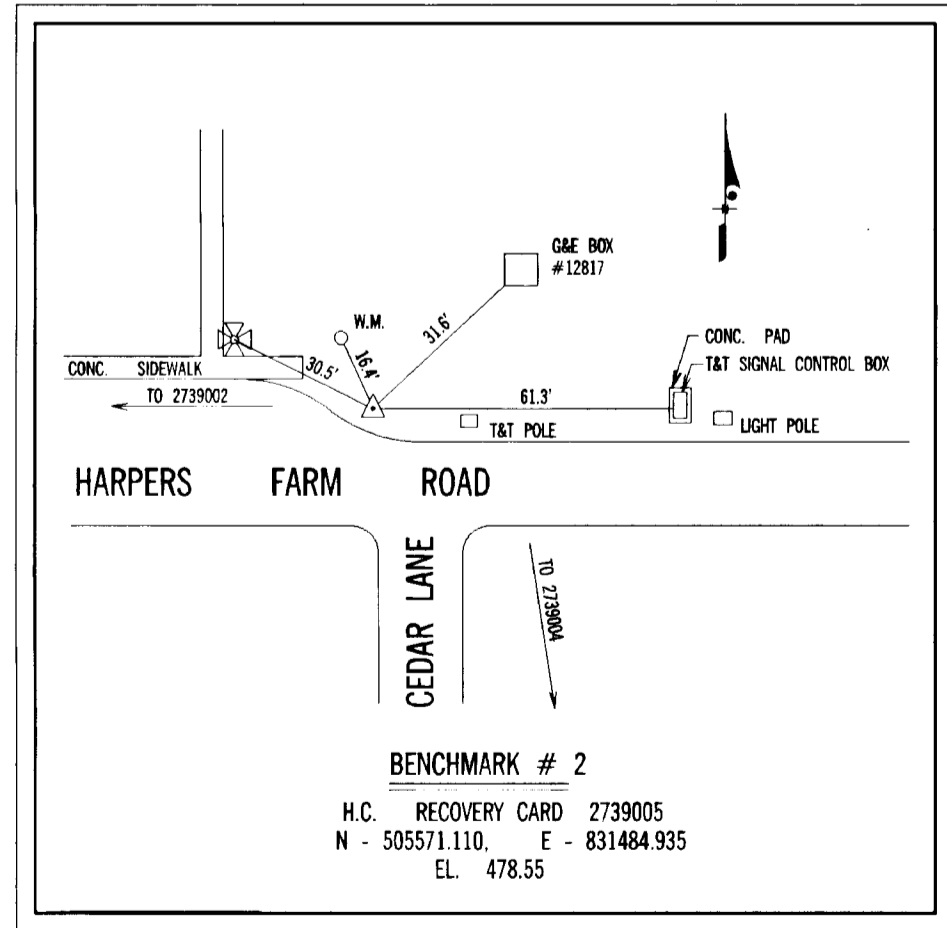 G&E BOX
#12817
W.M.
31.6'
16.4'
30.5'
CONC. PAD
T&T SIGNAL CONTROL BOX
CONC. SIDEWALK
TO 2739002
61.3'
T&T POLE
LIGHT POLE
HARPERS FARM ROAD
CEDAR LANE
TO 2739004
BENCHMARK # 2
H.C. RECOVERY CARD 2739005
N - 505571.110, E - 831484.935
EL. 478.55